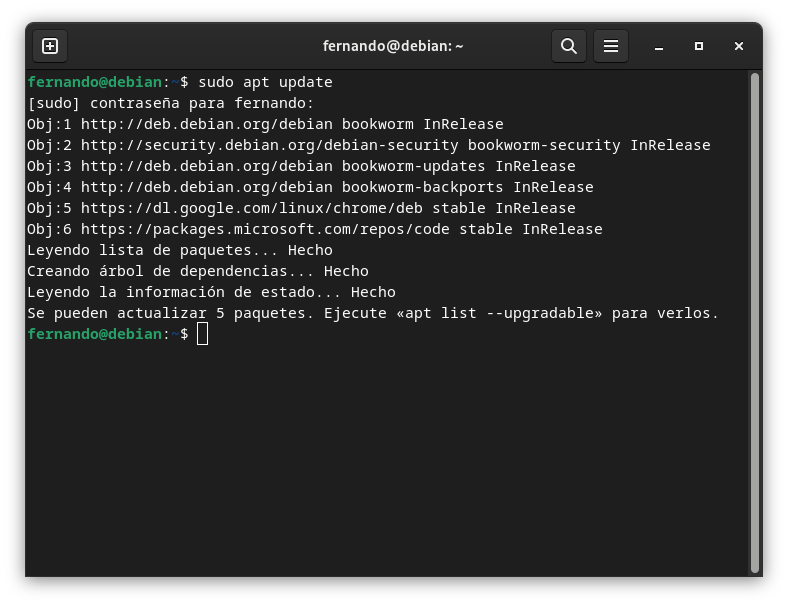 fernando@debian: ~
fernando@debian:~$ sudo apt update
[sudo] contraseña para fernando:
Obj:1 http://deb.debian.org/debian bookworm InRelease
Obj:2 http://security.debian.org/debian-security bookworm-security InRelease
Obj:3 http://deb.debian.org/debian bookworm-updates InRelease
Obj:4 http://deb.debian.org/debian bookworm-backports InRelease
Obj:5 https://dl.google.com/linux/chrome/deb stable InRelease
Obj:6 https://packages.microsoft.com/repos/code stable InRelease
Leyendo lista de paquetes... Hecho
Creando árbol de dependencias... Hecho
Leyendo la información de estado... Hecho
Se pueden actualizar 5 paquetes. Ejecute «apt list --upgradable» para verlos.
fernando@debian:~$